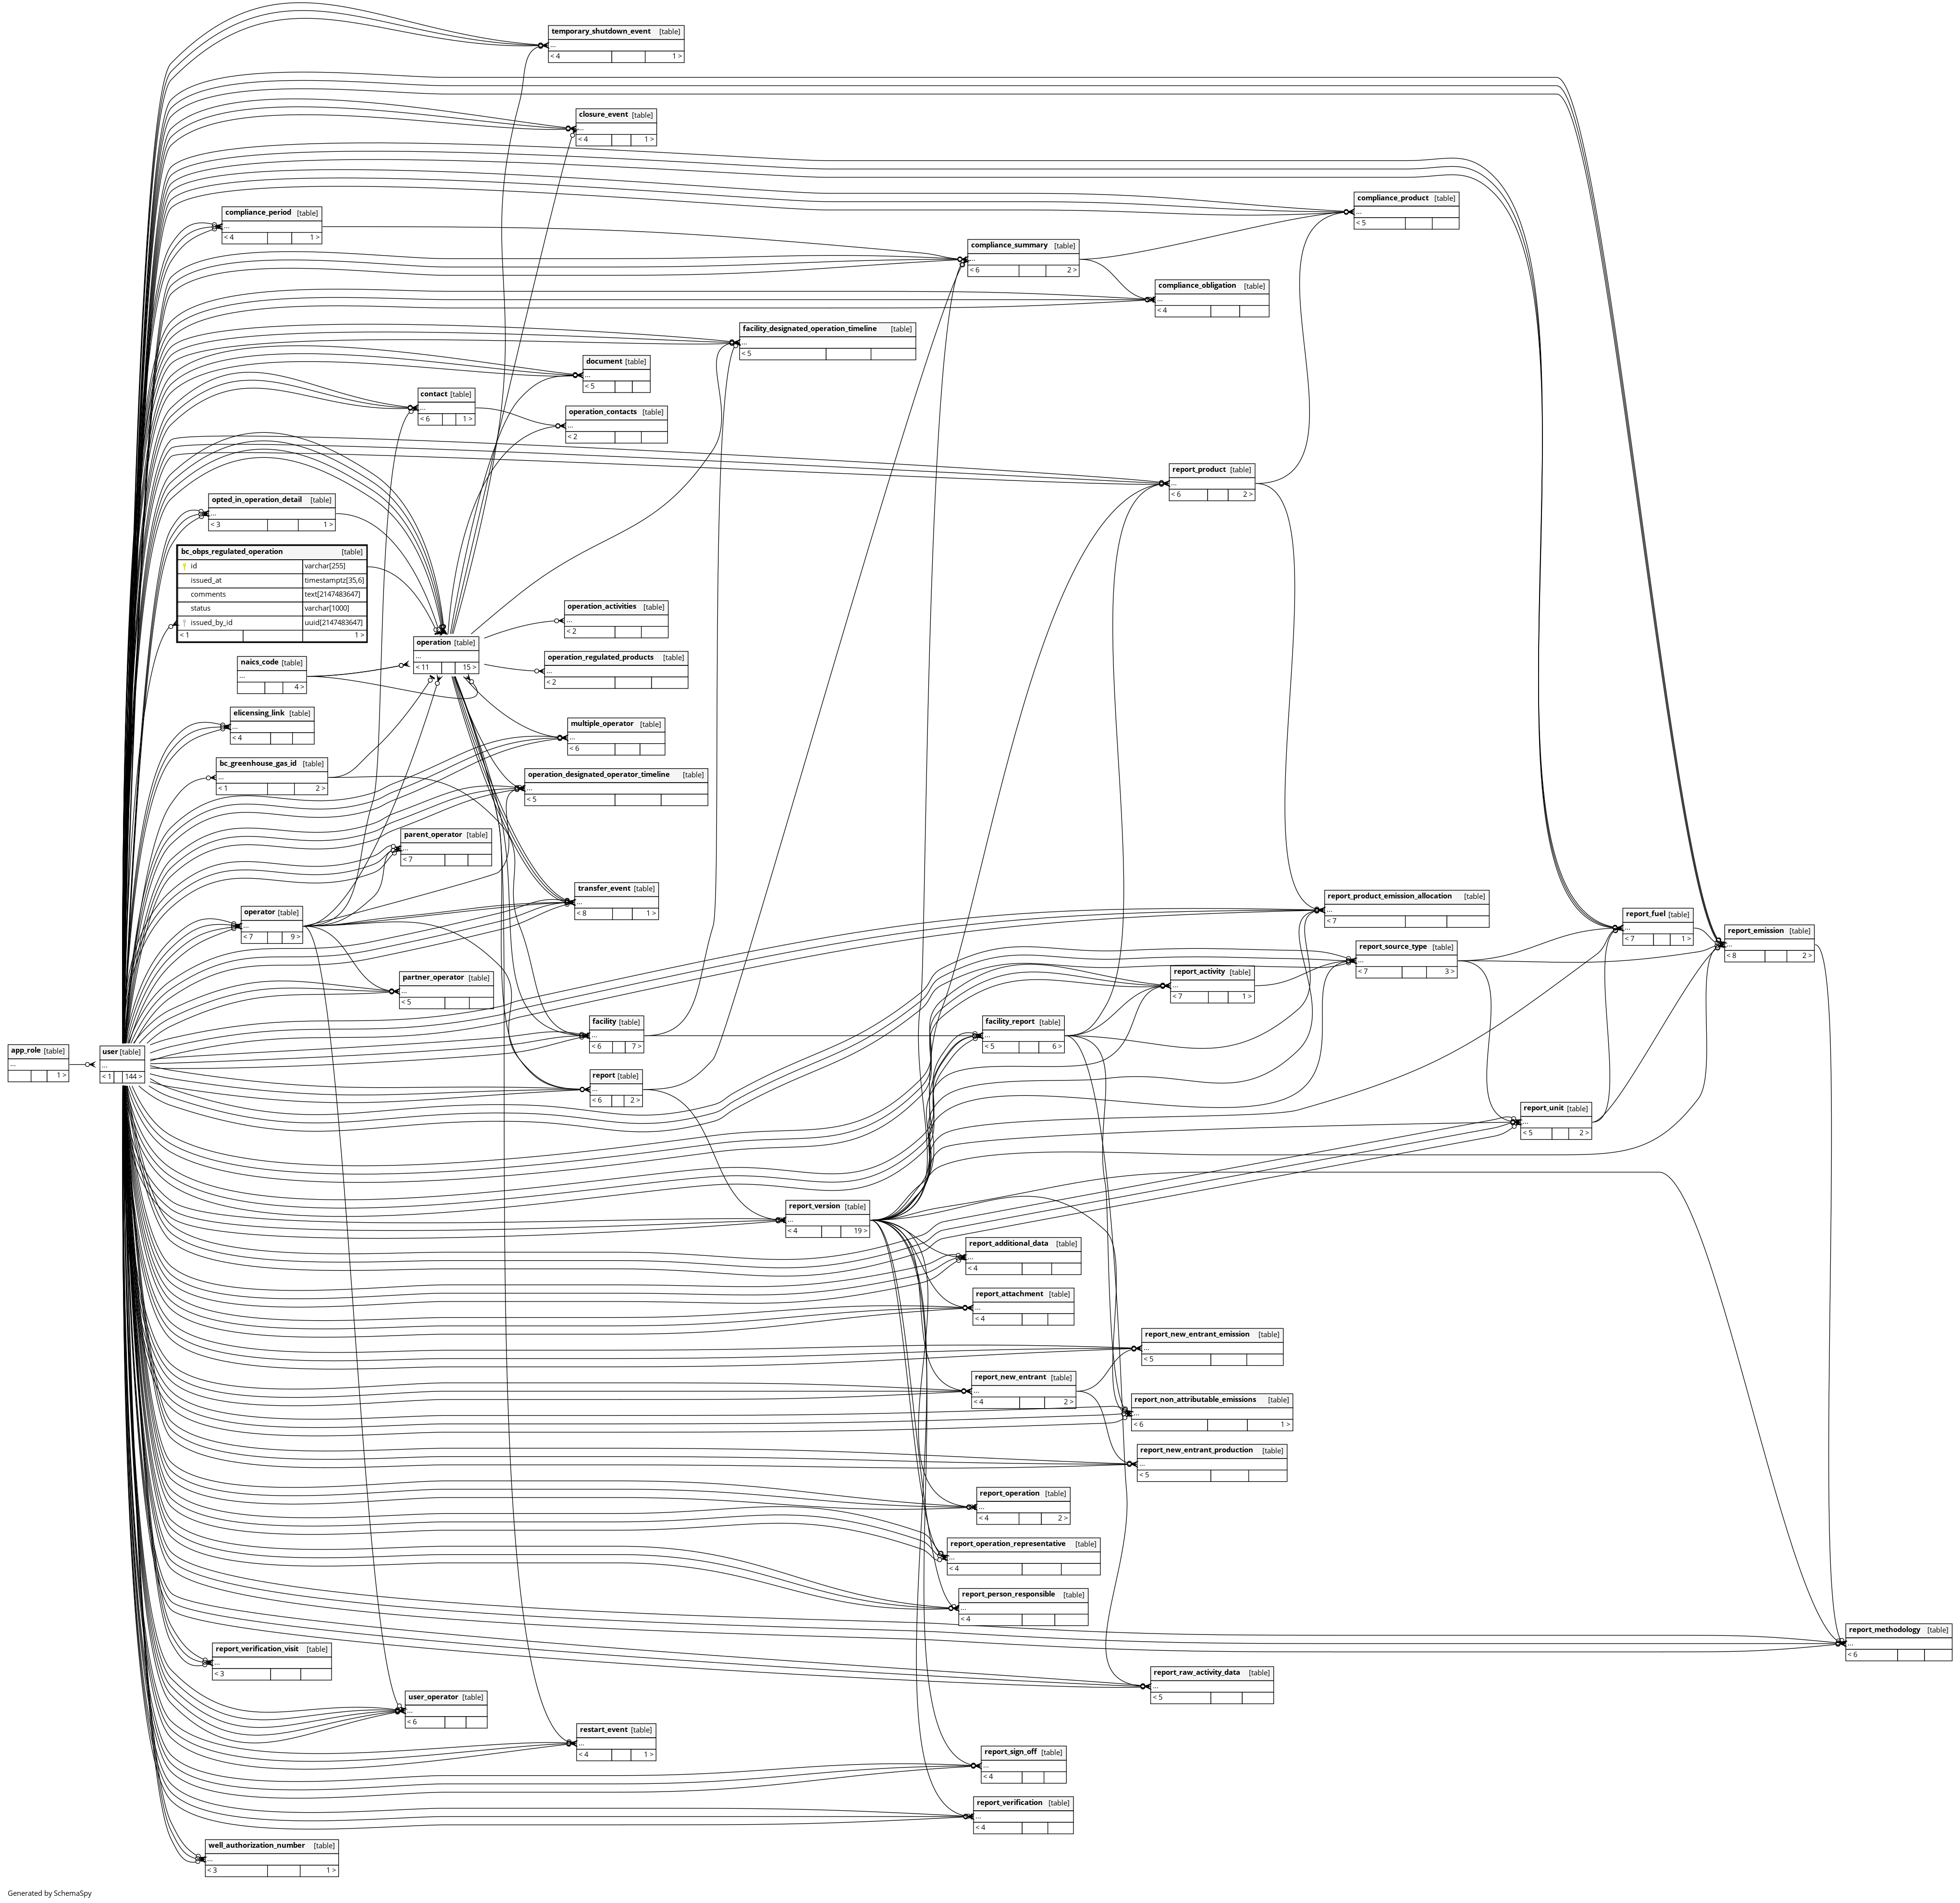 temporary_shutdown_event [table]
...
< 4 1 >
closure_event [table]
...
< 4 1 >
compliance_product [table]
...
< 5
compliance_period [table]
...
< 4 1 >
compliance_summary [table]
...
< 6 2 >
compliance_obligation [table]
...
< 4
facility_designated_operation_timeline [table]
...
< 5
document [table]
...
< 5
contact [table]
...
< 6 1 >
operation_contacts [table]
...
< 2
report_product [table]
...
< 6 2 >
opted_in_operation_detail [table]
...
< 3 1 >
bc_obps_regulated_operation [table]
id varchar[255]
issued_at timestamptz[35,6]
comments text[2147483647]
status varchar[1000]
issued_by_id uuid[2147483647]
< 1 1 >
operation_activities [table]
...
< 2
operation [table]
...
< 11 15 >
operation_regulated_products [table]
...
< 2
naics_code [table]
...
4 >
elicensing_link [table]
...
< 4
multiple_operator [table]
...
< 6
bc_greenhouse_gas_id [table]
...
< 1 2 >
operation_designated_operator_timeline [table]
...
< 5
parent_operator [table]
...
< 7
transfer_event [table]
...
< 8 1 >
report_product_emission_allocation [table]
...
< 7
operator [table]
...
< 7 9 >
report_fuel [table]
...
< 7 1 >
report_emission [table]
...
< 8 2 >
report_source_type [table]
...
< 7 3 >
partner_operator [table]
...
< 5
report_activity [table]
...
< 7 1 >
facility [table]
...
< 6 7 >
facility_report [table]
...
< 5 6 >
app_role [table]
...
1 >
user [table]
...
< 1 144 >
report [table]
...
< 6 2 >
report_unit [table]
...
< 5 2 >
report_version [table]
...
< 4 19 >
report_additional_data [table]
...
< 4
report_attachment [table]
...
< 4
report_new_entrant_emission [table]
...
< 5
report_new_entrant [table]
...
< 4 2 >
report_non_attributable_emissions [table]
...
< 6 1 >
report_new_entrant_production [table]
...
< 5
report_operation [table]
...
< 4 2 >
report_operation_representative [table]
...
< 4
report_person_responsible [table]
...
< 4
report_methodology [table]
...
< 6
report_verification_visit [table]
...
< 3
report_raw_activity_data [table]
...
< 5
user_operator [table]
...
< 6
restart_event [table]
...
< 4 1 >
report_sign_off [table]
...
< 4
report_verification [table]
...
< 4
well_authorization_number [table]
...
< 3 1 >
Generated by SchemaSpy